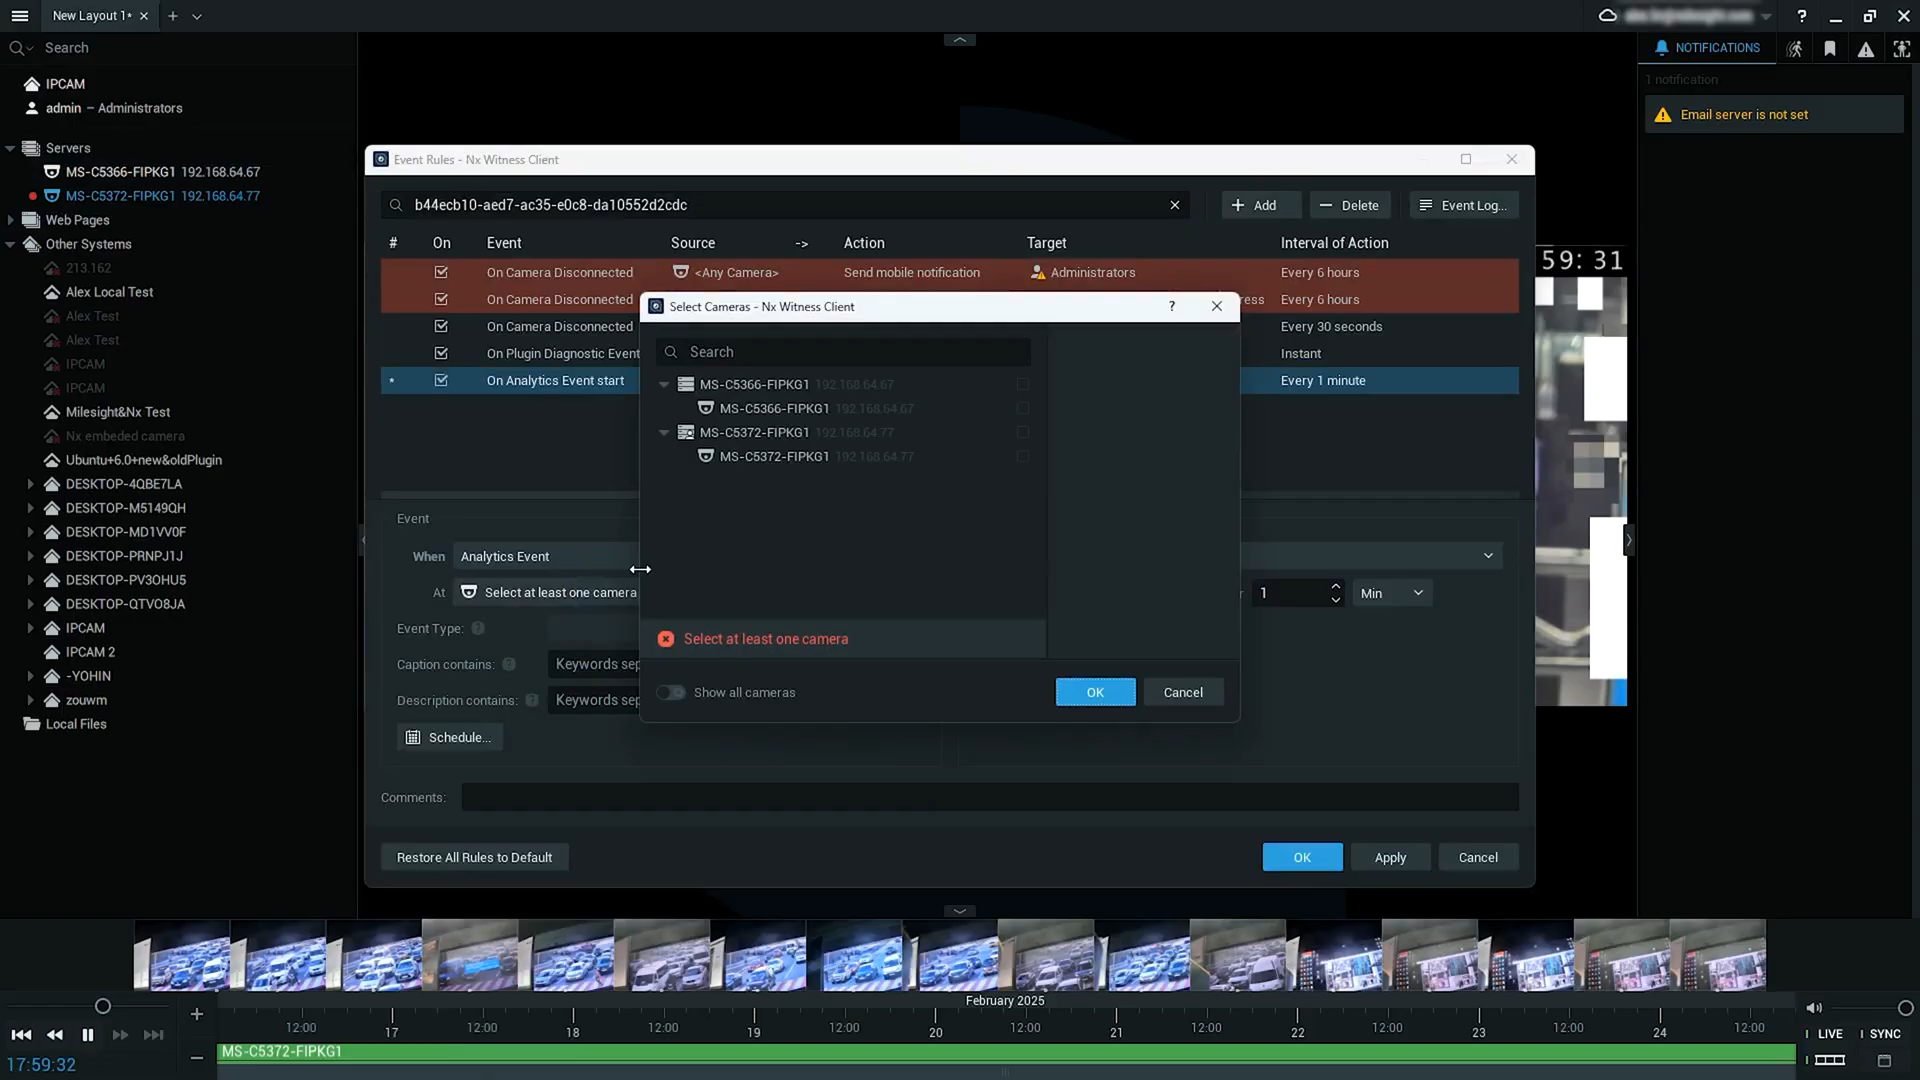 New Layout 1*
Search
IPCAM
admin – Administrators
Servers
MS-C5366-FIPKG1 192.168.64.67
MS-C5372-FIPKG1 192.168.64.77
Web Pages
Other Systems
213.162
Alex Local Test
Alex Test
Alex Test
IPCAM
IPCAM
Milesight&Nx Test
Nx embeded camera
Ubuntu+6.0+new&oldPlugin
DESKTOP-4QBE7LA
DESKTOP-M5149QH
DESKTOP-MD1VV0F
DESKTOP-PRNPJ1J
DESKTOP-PV3OHU5
DESKTOP-QTVO8JA
IPCAM
IPCAM 2
-YOHIN
zouwm
Local Files
Event Rules - Nx Witness Client
b44ecb10-aed7-ac35-e0c8-da10552d2cdc
Add
Delete
Event Log...
# On Event Source -> Action Target Interval of Action
On Camera Disconnected <Any Camera> Send mobile notification Administrators Every 6 hours
On Camera Disconnected ress Every 6 hours
On Camera Disconnected Every 30 seconds
On Plugin Diagnostic Event Instant
* On Analytics Event start Every 1 minute
Select Cameras - Nx Witness Client
?
Search
MS-C5366-FIPKG1 192.168.64.67
MS-C5366-FIPKG1 192.168.64.67
MS-C5372-FIPKG1 192.168.64.77
MS-C5372-FIPKG1 192.168.64.77
Select at least one camera
Show all cameras
OK
Cancel
Event
When Analytics Event
At Select at least one camera
1 Min
Event Type: ?
Caption contains: ? Keywords sep
Description contains: ? Keywords sep
Schedule...
Comments:
Restore All Rules to Default
OK
Apply
Cancel
59:31
?
NOTIFICATIONS
1 notification
Email server is not set
February 2025
12:00 17 12:00 18 12:00 19 12:00 20 12:00 21 12:00 22 12:00 23 12:00 24 12:00
MS-C5372-FIPKG1
17:59:32
LIVE
SYNC